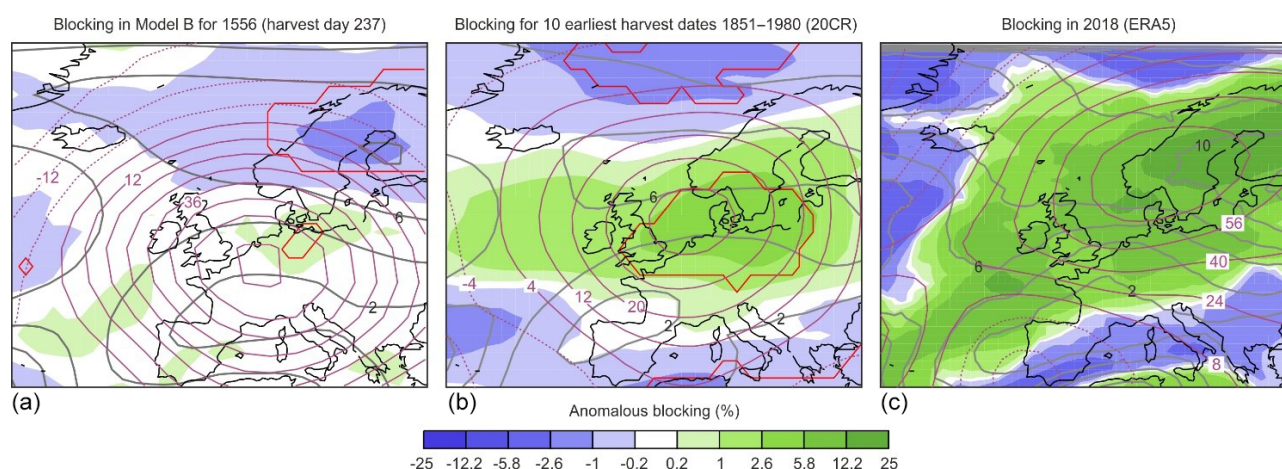 Blocking in Model B for 1556 (harvest day 237)
Blocking for 10 earliest harvest dates 1851–1980 (20CR)
Blocking in 2018 (ERA5)
-12
12
36
6
2
2
-4
4
12
20
6
2
2
10
6
2
56
40
24
8
(a)
(b)
(c)
Anomalous blocking (%)
-25 -12.2 -5.8 -2.6 -1 -0.2 0.2 1 2.6 5.8 12.2 25